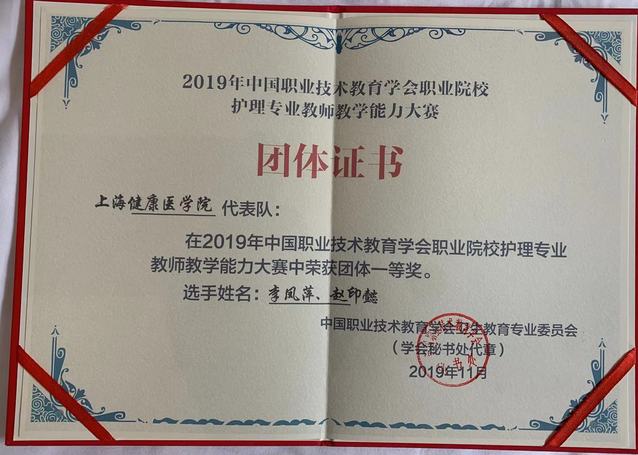 2019年中国职业技术教育学会职业院校
护理专业教师教学能力大赛
团体证书
上海健康医学院 代表队：
在2019年中国职业技术教育学会职业院校护理专业
教师教学能力大赛中荣获团体一等奖。
选手姓名：李凤萍、赵印懿
中国职业技术教育学会卫生教育专业委员会
（学会秘书处代章）
2019年11月